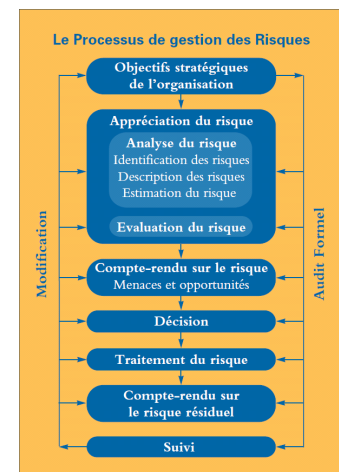 Le Processus de gestion des Risques
Objectifs stratégiques
de l'organisation
Appréciation du risque
Analyse du risque
Identification des risques
Description des risques
Estimation du risque
Evaluation du risque
Compte-rendu sur le risque
Menaces et opportunités
Décision
Traitement du risque
Compte-rendu sur
le risque résiduel
Suivi
Modification
Audit Formel